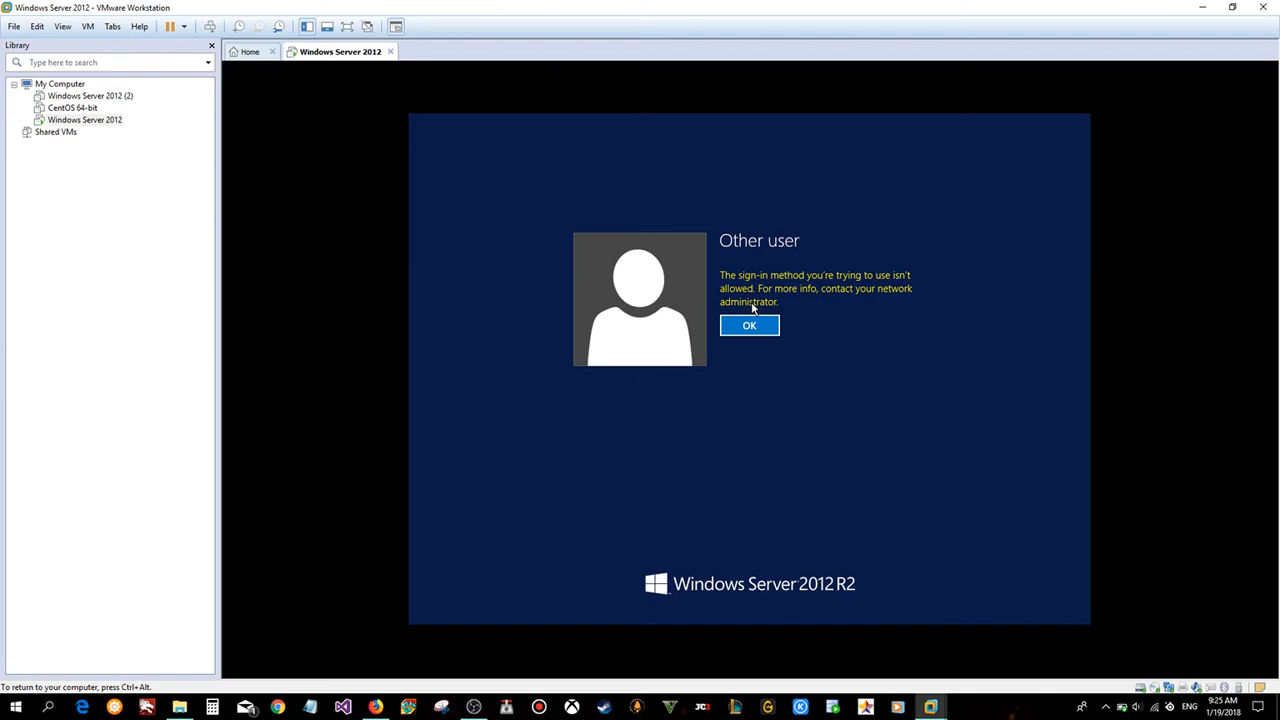 Windows Server 2012 - VMware Workstation
File Edit View VM Tabs Help
Library
Type here to search
My Computer
Windows Server 2012 (2)
CentOS 64-bit
Windows Server 2012
Shared VMs
Home
Windows Server 2012
Other user
The sign-in method you're trying to use isn't
allowed. For more info, contact your network
administrator.
OK
Windows Server 2012 R2
To return to your computer, press Ctrl+Alt.
JC3
ENG
9:25 AM
1/19/2018